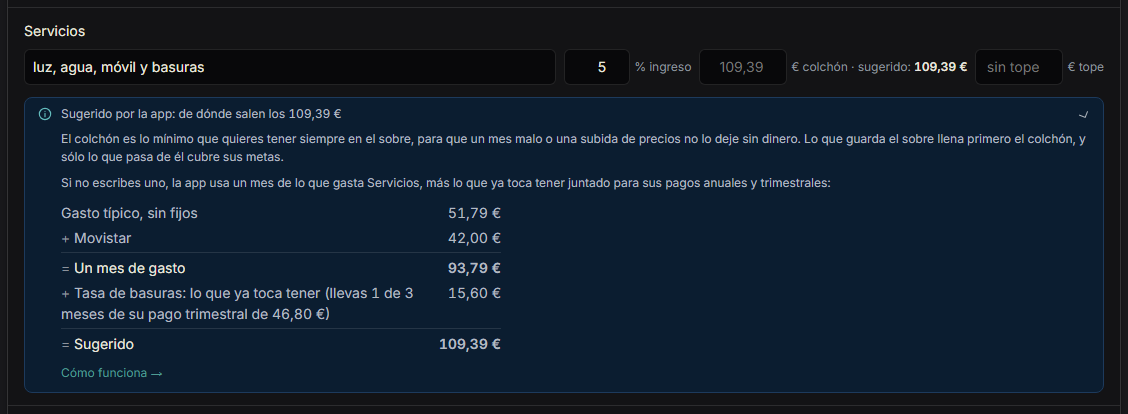 Servicios
luz, agua, móvil y basuras 5 % ingreso 109,39 € colchón · sugerido: 109,39 € sin tope € tope
Sugerido por la app: de dónde salen los 109,39 €
El colchón es lo mínimo que quieres tener siempre en el sobre, para que un mes malo o una subida de precios no lo deje sin dinero. Lo que guarda el sobre llena primero el colchón, y
sólo lo que pasa de él cubre sus metas.
Si no escribes uno, la app usa un mes de lo que gasta Servicios, más lo que ya toca tener juntado para sus pagos anuales y trimestrales:
Gasto típico, sin fijos 51,79 €
+ Movistar 42,00 €
= Un mes de gasto 93,79 €
+ Tasa de basuras: lo que ya toca tener (llevas 1 de 3 15,60 €
meses de su pago trimestral de 46,80 €)
= Sugerido 109,39 €
Cómo funciona →